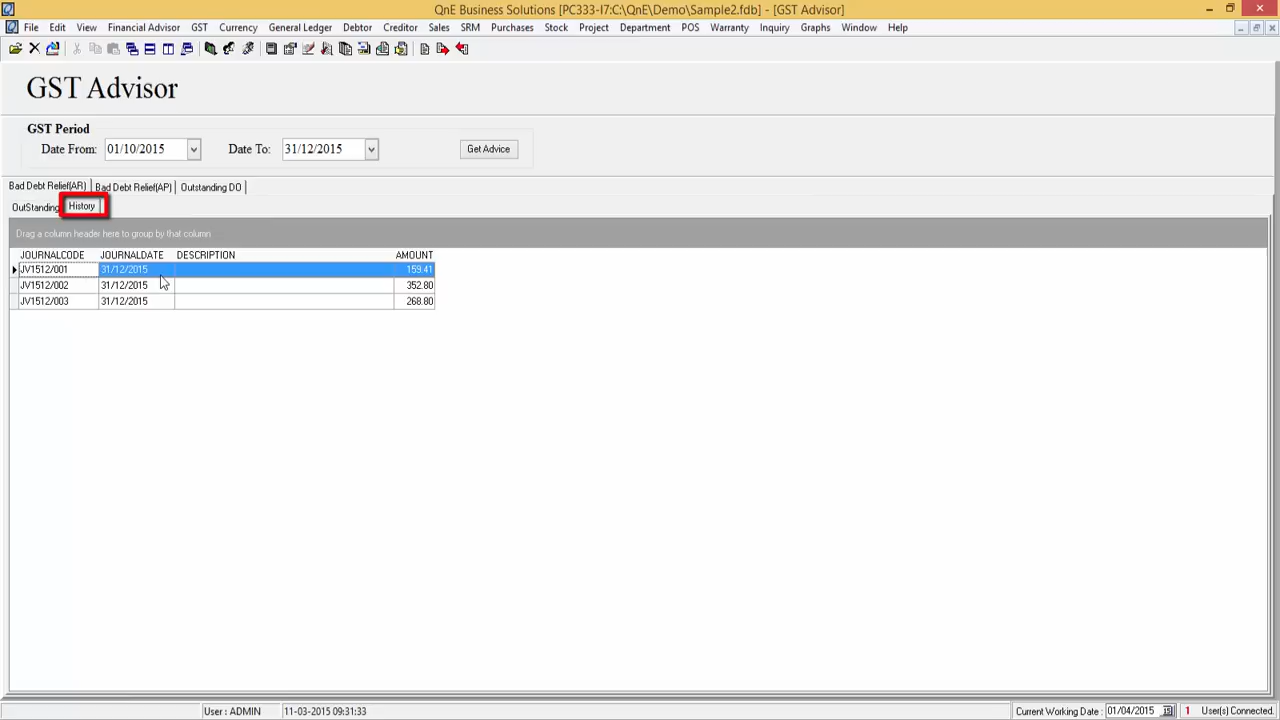 QnE Business Solutions [PC333-I7:C:\QnE\Demo\Sample2.fdb] - [GST Advisor]
File Edit View Financial Advisor GST Currency General Ledger Debtor Creditor Sales SRM Purchases Stock Project Department POS Warranty Inquiry Graphs Window Help
GST Advisor
GST Period
Date From: 01/10/2015 Date To: 31/12/2015 Get Advice
Bad Debt Relief(AR) Bad Debt Relief(AP) Outstanding DO
OutStanding History
Drag a column header here to group by that column
JOURNALCODE JOURNALDATE DESCRIPTION AMOUNT
JV1512/001 31/12/2015 159.41
JV1512/002 31/12/2015 352.80
JV1512/003 31/12/2015 268.80
User : ADMIN 11-03-2015 09:31:33 Current Working Date : 01/04/2015 15 1 User(s) Connected.